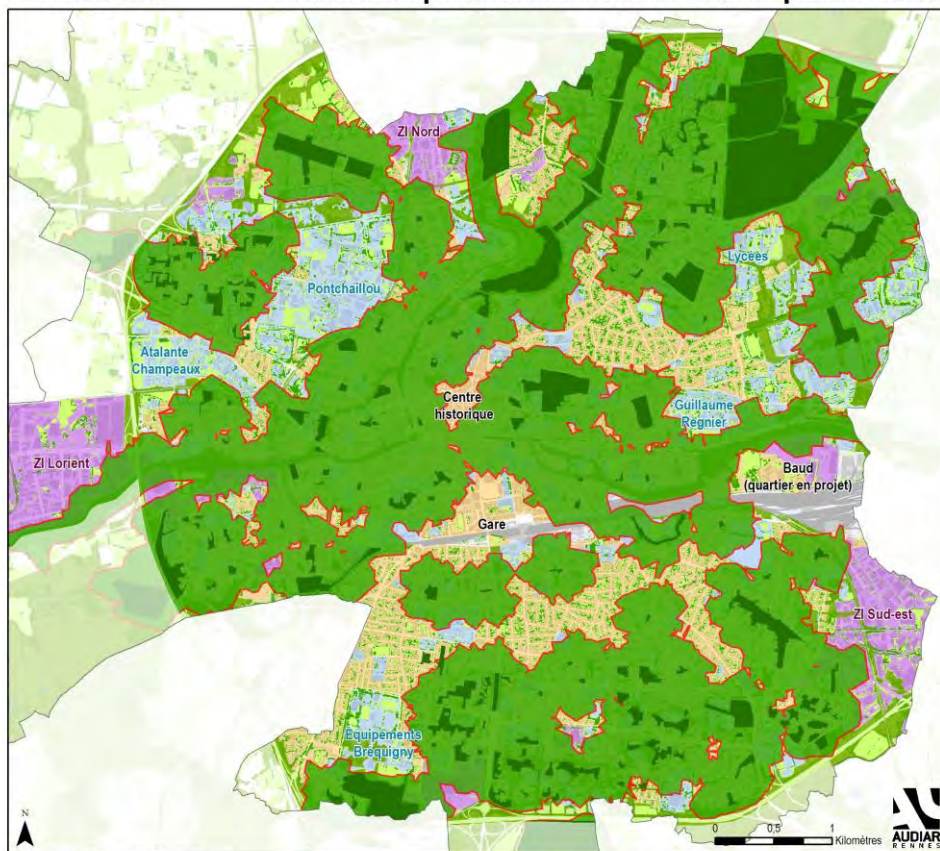 ZI Nord
Lycées
Pontchaillou
Atalante
Champeaux
Centre
historique
Guillaume
Régnier
ZI Lorient
Baud
(quartier en projet)
Gare
ZI Sud-est
Equipements
Bréquigny
N
0 0,5 1
Kilomètres
AUDIAR
RENNES